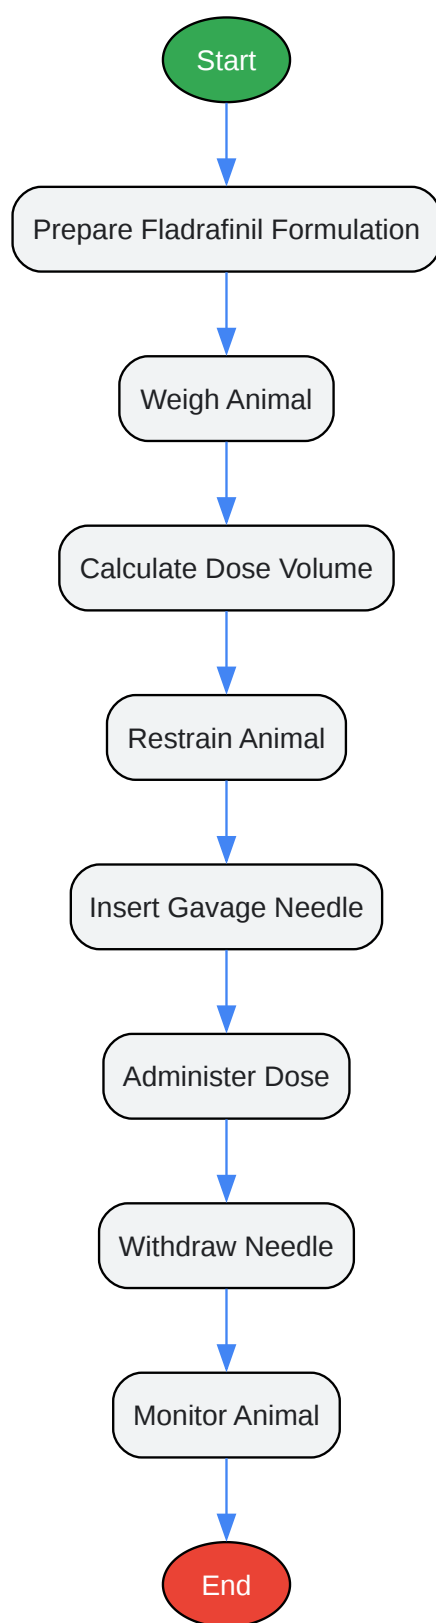 Start
Prepare Fladrafinil Formulation
Weigh Animal
Calculate Dose Volume
Restrain Animal
Insert Gavage Needle
Administer Dose
Withdraw Needle
Monitor Animal
End